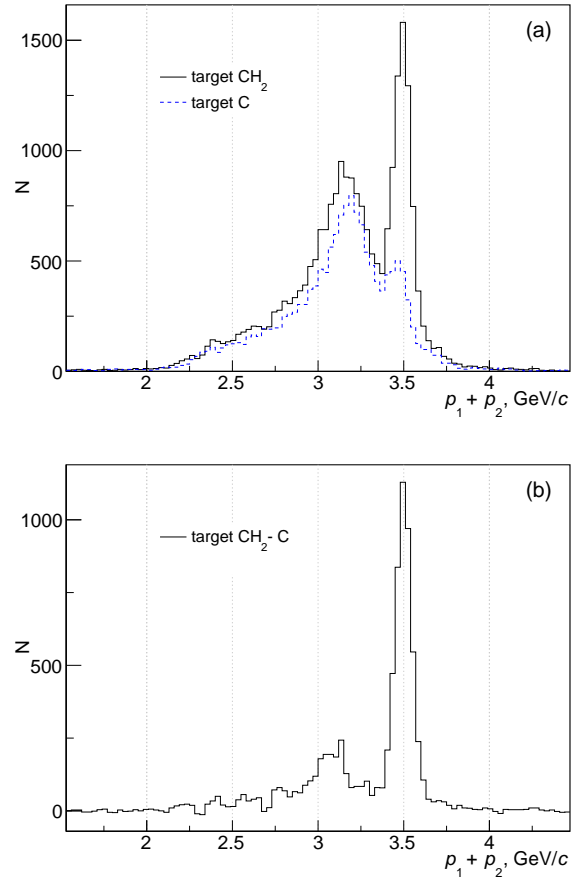 (a)
1500
target CH₂
target C
1000
N
500
0
2 2.5 3 3.5 4
p₁ + p₂, GeV/c
(b)
1000
target CH₂- C
N
500
0
2 2.5 3 3.5 4
p₁ + p₂, GeV/c